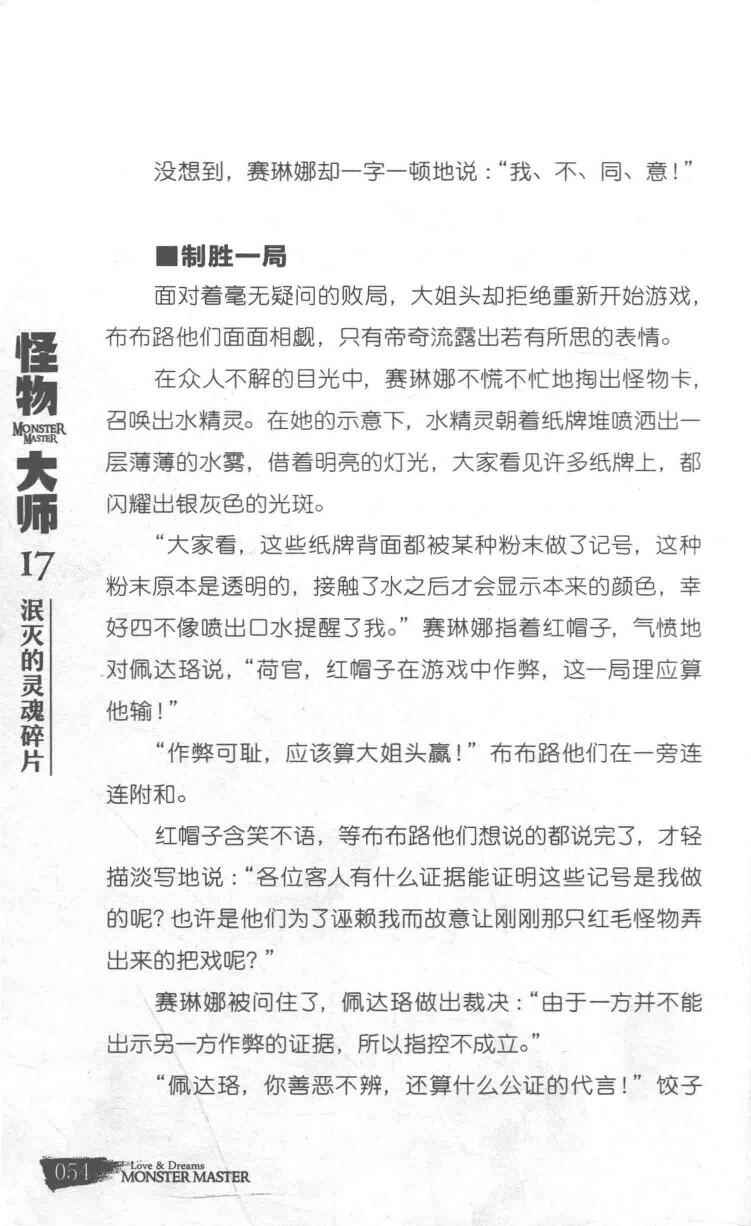 没想到，赛琳娜却一字一顿地说：“我、不、同、意！”
■制胜一局
面对着毫无疑问的败局，大姐头却拒绝重新开始游戏，
布布路他们面面相觑，只有帝奇流露出若有所思的表情。
在众人不解的目光中，赛琳娜不慌不忙地掏出怪物卡，
召唤出水精灵。在她的示意下，水精灵朝着纸牌堆喷洒出一
层薄薄的水雾，借着明亮的灯光，大家看见许多纸牌上，都
闪耀出银灰色的光斑。
“大家看，这些纸牌背面都被某种粉末做了记号，这种
粉末原本是透明的，接触了水之后才会显示本来的颜色，幸
好四不像喷出口水提醒了我。”赛琳娜指着红帽子，气愤地
对佩达珞说，“荷官，红帽子在游戏中作弊，这一局理应算
他输！”
“作弊可耻，应该算大姐头赢！”布布路他们在一旁连
连附和。
红帽子含笑不语，等布布路他们想说的都说完了，才轻
描淡写地说：“各位客人有什么证据能证明这些记号是我做
的呢？也许是他们为了诬赖我而故意让刚刚那只红毛怪物弄
出来的把戏呢？”
赛琳娜被问住了，佩达珞做出裁决：“由于一方并不能
出示另一方作弊的证据，所以指控不成立。”
“佩达珞，你善恶不辨，还算什么公证的代言！”饺子
怪物
MONSTER
MASTER
大师
17
泯灭的灵魂碎片
054
Love & Dreams
MONSTER MASTER